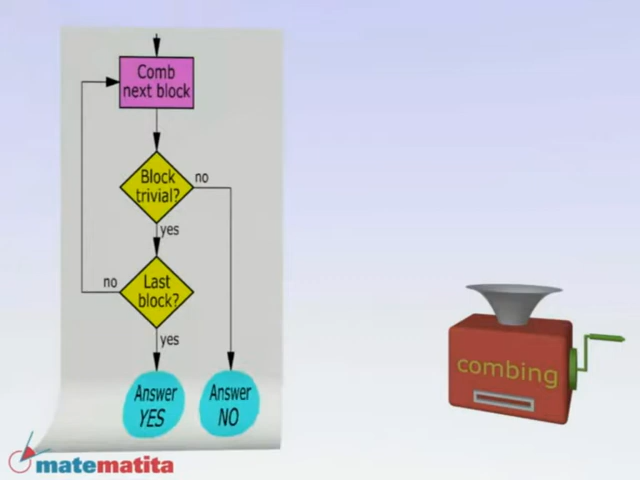 Comb
next block
Block
trivial?
no
yes
Last
block?
no
yes
Answer
YES
Answer
NO
combing
matematita